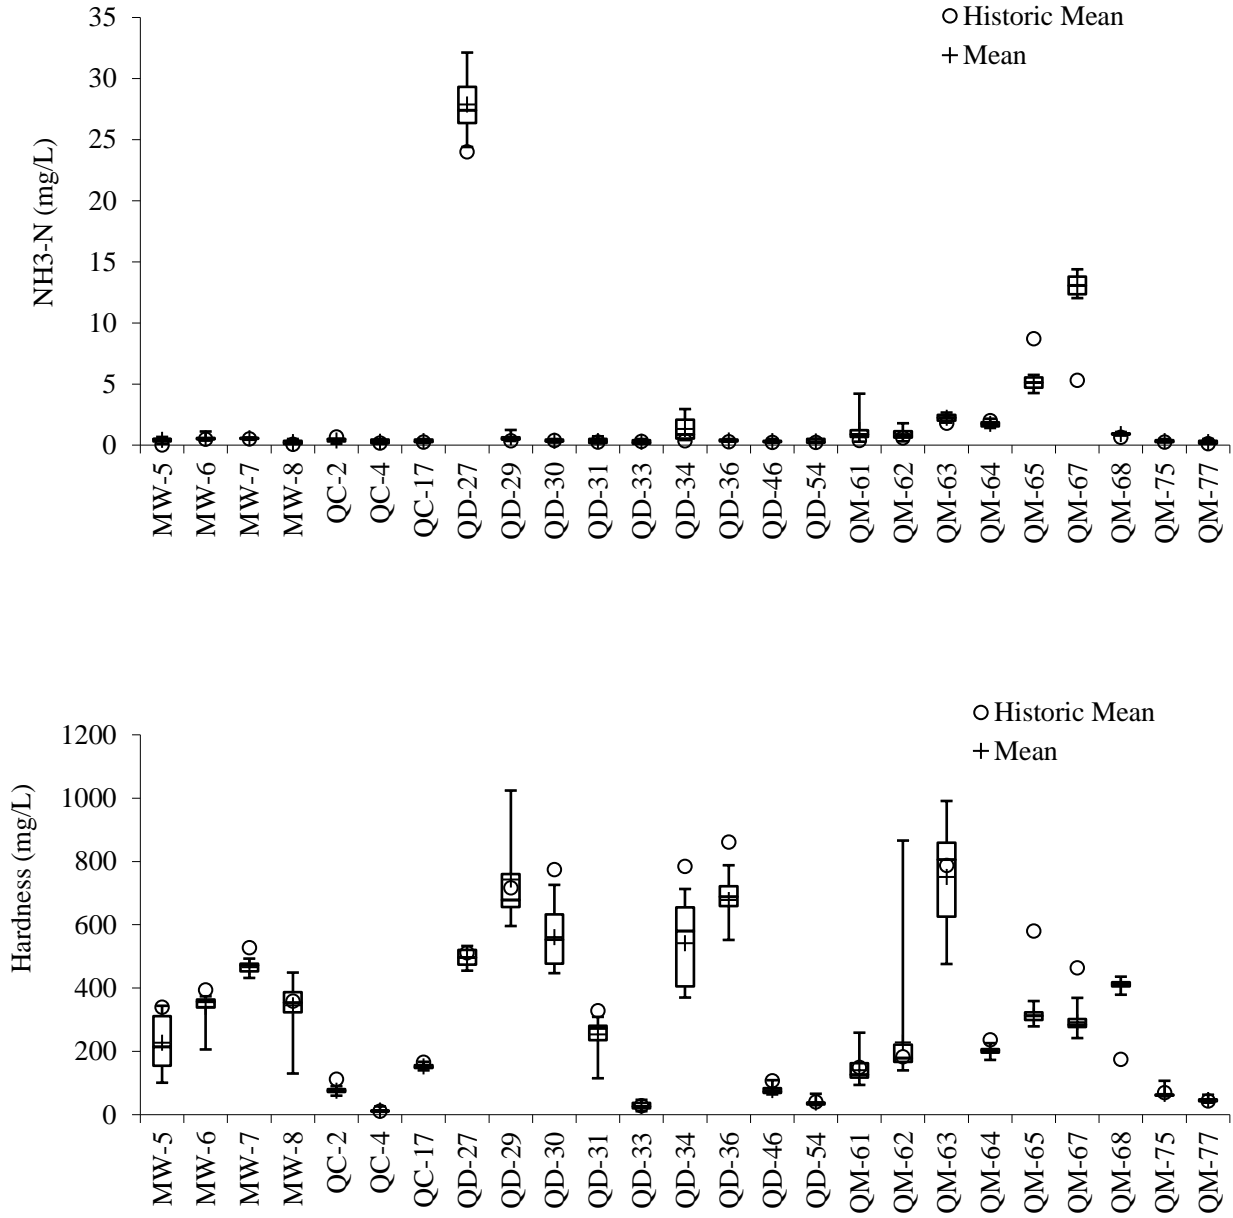 Historic Mean
Mean
NH3-N (mg/L)
35
30
25
20
15
10
5
0
MW-5 MW-6 MW-7 MW-8 QC-2 QC-4 QC-17 QD-27 QD-29 QD-30 QD-31 QD-33 QD-34 QD-36 QD-46 QD-54 QM-61 QM-62 QM-63 QM-64 QM-65 QM-67 QM-68 QM-75 QM-77
Historic Mean
Mean
Hardness (mg/L)
1200
1000
800
600
400
200
0
MW-5 MW-6 MW-7 MW-8 QC-2 QC-4 QC-17 QD-27 QD-29 QD-30 QD-31 QD-33 QD-34 QD-36 QD-46 QD-54 QM-61 QM-62 QM-63 QM-64 QM-65 QM-67 QM-68 QM-75 QM-77